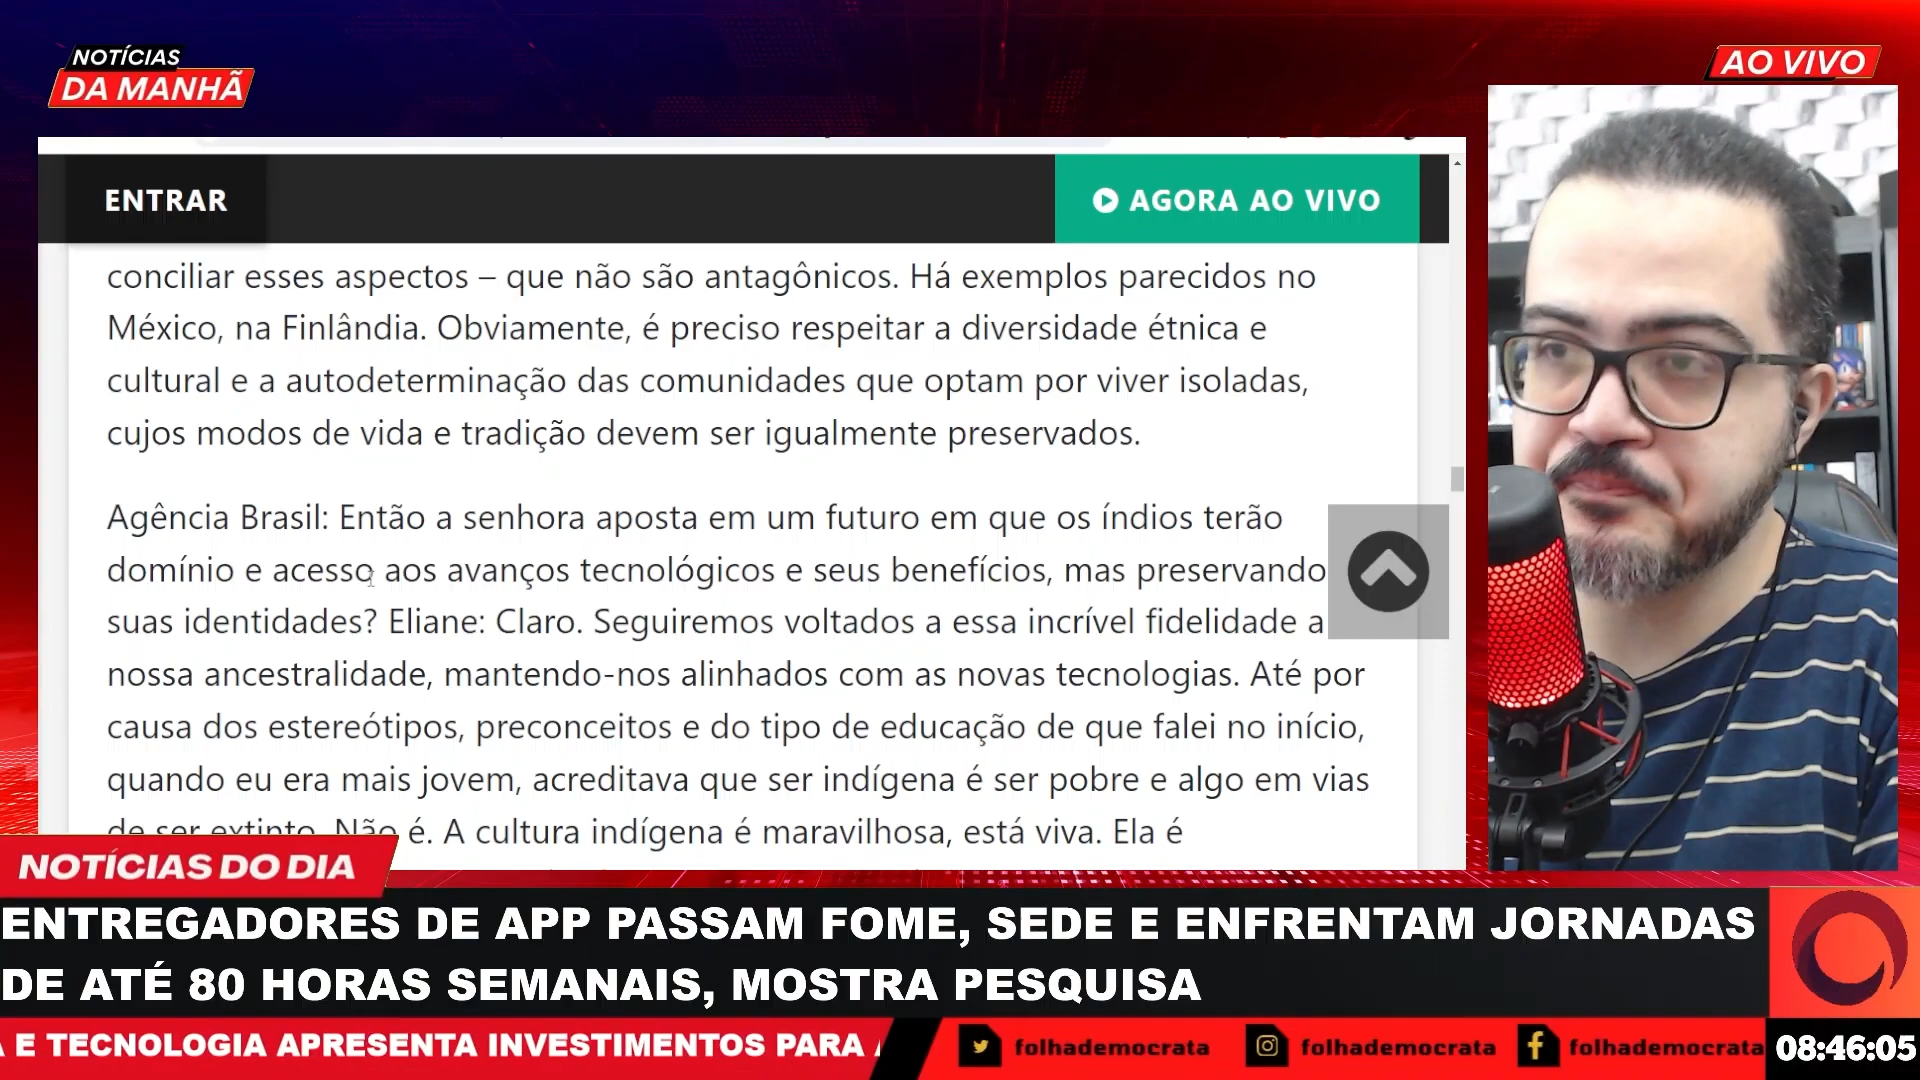 NOTÍCIAS
DA MANHÃ
AO VIVO
ENTRAR
AGORA AO VIVO
conciliar esses aspectos – que não são antagônicos. Há exemplos parecidos no
México, na Finlândia. Obviamente, é preciso respeitar a diversidade étnica e
cultural e a autodeterminação das comunidades que optam por viver isoladas,
cujos modos de vida e tradição devem ser igualmente preservados.
Agência Brasil: Então a senhora aposta em um futuro em que os índios terão
domínio e acesso aos avanços tecnológicos e seus benefícios, mas preservando
suas identidades? Eliane: Claro. Seguiremos voltados a essa incrível fidelidade a
nossa ancestralidade, mantendo-nos alinhados com as novas tecnologias. Até por
causa dos estereótipos, preconceitos e do tipo de educação de que falei no início,
quando eu era mais jovem, acreditava que ser indígena é ser pobre e algo em vias
de ser extinto. Não é. A cultura indígena é maravilhosa, está viva. Ela é
NOTÍCIAS DO DIA
ENTREGADORES DE APP PASSAM FOME, SEDE E ENFRENTAM JORNADAS
DE ATÉ 80 HORAS SEMANAIS, MOSTRA PESQUISA
E TECNOLOGIA APRESENTA INVESTIMENTOS PARA
folhademocrata
folhademocrata
folhademocrata
08:46:05